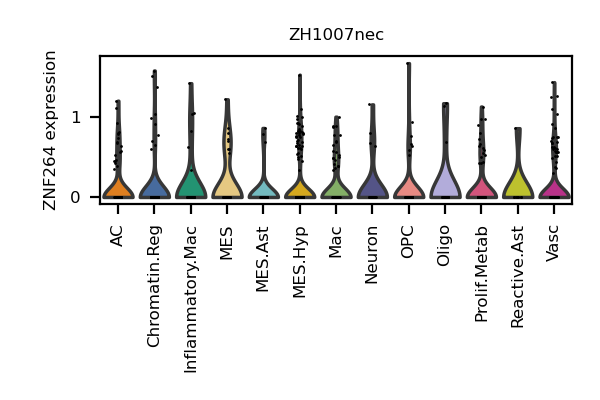 ZH1007nec
ZNF264 expression
1
0
AC
Chromatin.Reg
Inflammatory.Mac
MES
MES.Ast
MES.Hyp
Mac
Neuron
OPC
Oligo
Prolif.Metab
Reactive.Ast
Vasc